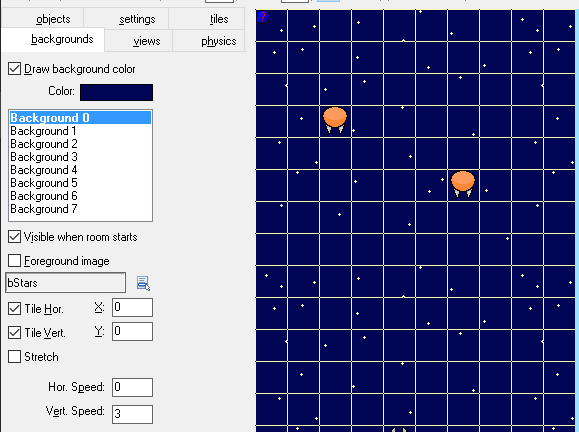 objects settings tiles
backgrounds views physics
Draw background color
Color:
Background 0
Background 1
Background 2
Background 3
Background 4
Background 5
Background 6
Background 7
Visible when room starts
Foreground image
bStars
Tile Hor. X: 0
Tile Vert. Y: 0
Stretch
Hor. Speed: 0
Vert. Speed: 3
?